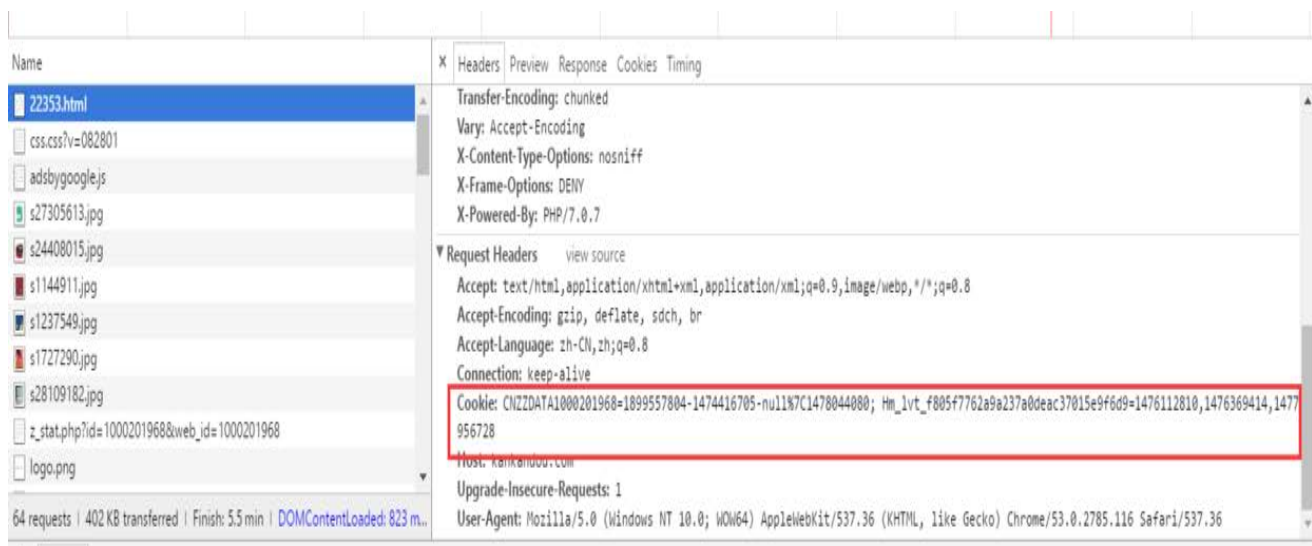 Name
22353.html
css.css?v=082801
adsbygoogle.js
s27305613.jpg
s24408015.jpg
s1144911.jpg
s1237549.jpg
s1727290.jpg
s28109182.jpg
z_stat.php?id=1000201968&web_id=1000201968
logo.png
64 requests | 402 KB transferred | Finish: 5.5 min | DOMContentLoaded: 823 m...
× Headers Preview Response Cookies Timing
Transfer-Encoding: chunked
Vary: Accept-Encoding
X-Content-Type-Options: nosniff
X-Frame-Options: DENY
X-Powered-By: PHP/7.0.7
Request Headers view source
Accept: text/html,application/xhtml+xml,application/xml;q=0.9,image/webp,*/*;q=0.8
Accept-Encoding: gzip, deflate, sdch, br
Accept-Language: zh-CN,zh;q=0.8
Connection: keep-alive
Cookie: CNZZDATA1000201968=1899557804-1474416705-null%7C1478044080; Hm_lvt_f805f7762a9a237a0deac37015e9f6d9=1476112810,1476369414,1477
956728
Host: kankandou.com
Upgrade-Insecure-Requests: 1
User-Agent: Mozilla/5.0 (Windows NT 10.0; WOW64) AppleWebKit/537.36 (KHTML, like Gecko) Chrome/53.0.2785.116 Safari/537.36